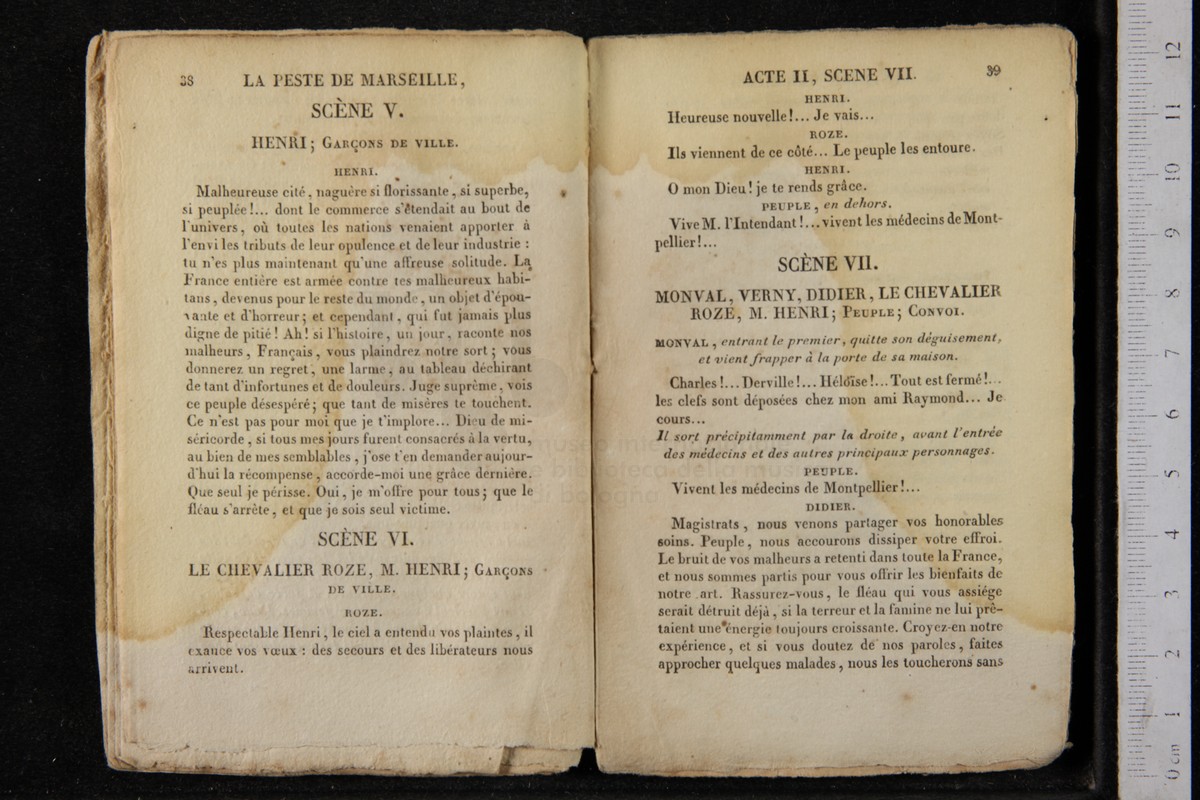 38 LA PESTE DE MARSEILLE,
SCÈNE V.
HENRI; GARÇONS DE VILLE.
HENRI.
Malheureuse cité, naguère si florissante, si superbe,
si peuplée!... dont le commerce s'étendait au bout de
l'univers, où toutes les nations venaient apporter à
l'envi les tributs de leur opulence et de leur industrie :
tu n'es plus maintenant qu'une affreuse solitude. La
France entière est armée contre tes malheureux habi-
tans, devenus pour le reste du monde, un objet d'épou-
vante et d'horreur; et cependant, qui fut jamais plus
digne de pitié! Ah! si l'histoire, un jour, raconte nos
malheurs, Français, vous plaindrez notre sort; vous
donnerez un regret, une larme, au tableau déchirant
de tant d'infortunes et de douleurs. Juge suprème, vois
ce peuple désespéré; que tant de misères te touchent.
Ce n'est pas pour moi que je t'implore... Dieu de mi-
séricorde, si tous mes jours furent consacrés à la vertu,
au bien de mes semblables, j'ose t'en demander aujour-
d'hui la récompense, accorde-moi une grâce dernière.
Que seul je périsse. Oui, je m'offre pour tous; que le
fléau s'arrête, et que je sois seul victime.
SCÈNE VI.
LE CHEVALIER ROZE, M. HENRI; GARÇONS
DE VILLE.
ROZE.
Respectable Henri, le ciel a entendu vos plaintes, il
exauce vos vœux : des secours et des libérateurs nous
arrivent.
ACTE II, SCENE VII. 39
HENRI.
Heureuse nouvelle!... Je vais...
ROZE.
Ils viennent de ce côté... Le peuple les entoure.
HENRI.
O mon Dieu! je te rends grâce.
PEUPLE, en dehors.
Vive M. l'Intendant!... vivent les médecins de Mont-
pellier!...
SCÈNE VII.
MONVAL, VERNY, DIDIER, LE CHEVALIER
ROZE, M. HENRI; PEUPLE; CONVOI.
MONVAL, entrant le premier, quitte son déguisement,
et vient frapper à la porte de sa maison.
Charles!... Derville!... Héloïse!... Tout est fermé!...
les clefs sont déposées chez mon ami Raymond... Je
cours...
Il sort précipitamment par la droite, avant l'entrée
des médecins et des autres principaux personnages.
PEUPLE.
Vivent les médecins de Montpellier!...
DIDIER.
Magistrats, nous venons partager vos honorables
soins. Peuple, nous accourons dissiper votre effroi.
Le bruit de vos malheurs a retenti dans toute la France,
et nous sommes partis pour vous offrir les bienfaits de
notre art. Rassurez-vous, le fléau qui vous assiége
serait détruit déjà, si la terreur et la famine ne lui prê-
taient une énergie toujours croissante. Croyez-en notre
expérience, et si vous doutez de nos paroles, faites
approcher quelques malades, nous les toucherons sans
12
11
10
9
8
7
6
5
4
3
2
1
0 cm